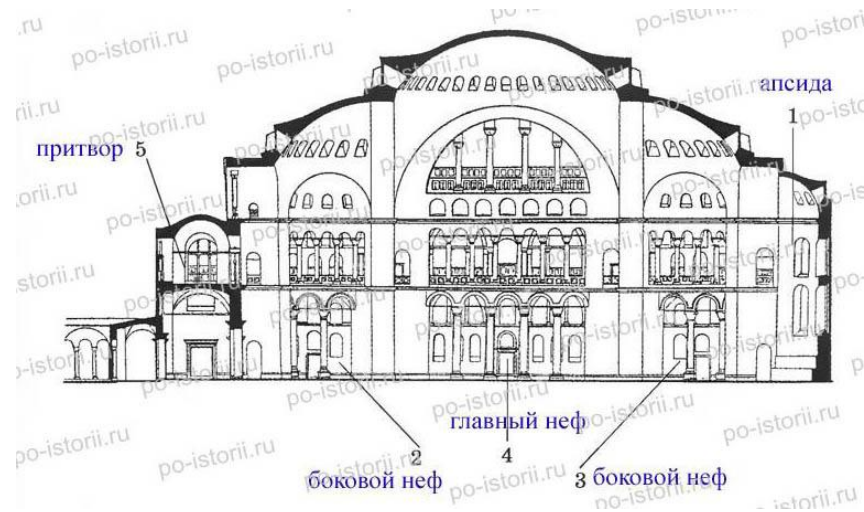 апсида
1
притвор 5
главный неф
2
4
3 боковой неф
боковой неф
po-istorii.ru